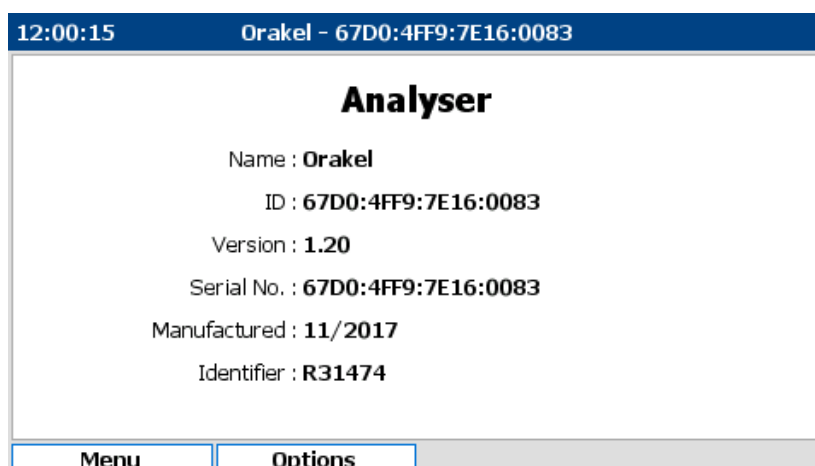 12:00:15 Orakel - 67D0:4FF9:7E16:0083
Analyser
Name : Orakel
ID : 67D0:4FF9:7E16:0083
Version : 1.20
Serial No. : 67D0:4FF9:7E16:0083
Manufactured : 11/2017
Identifier : R31474
Menu Options